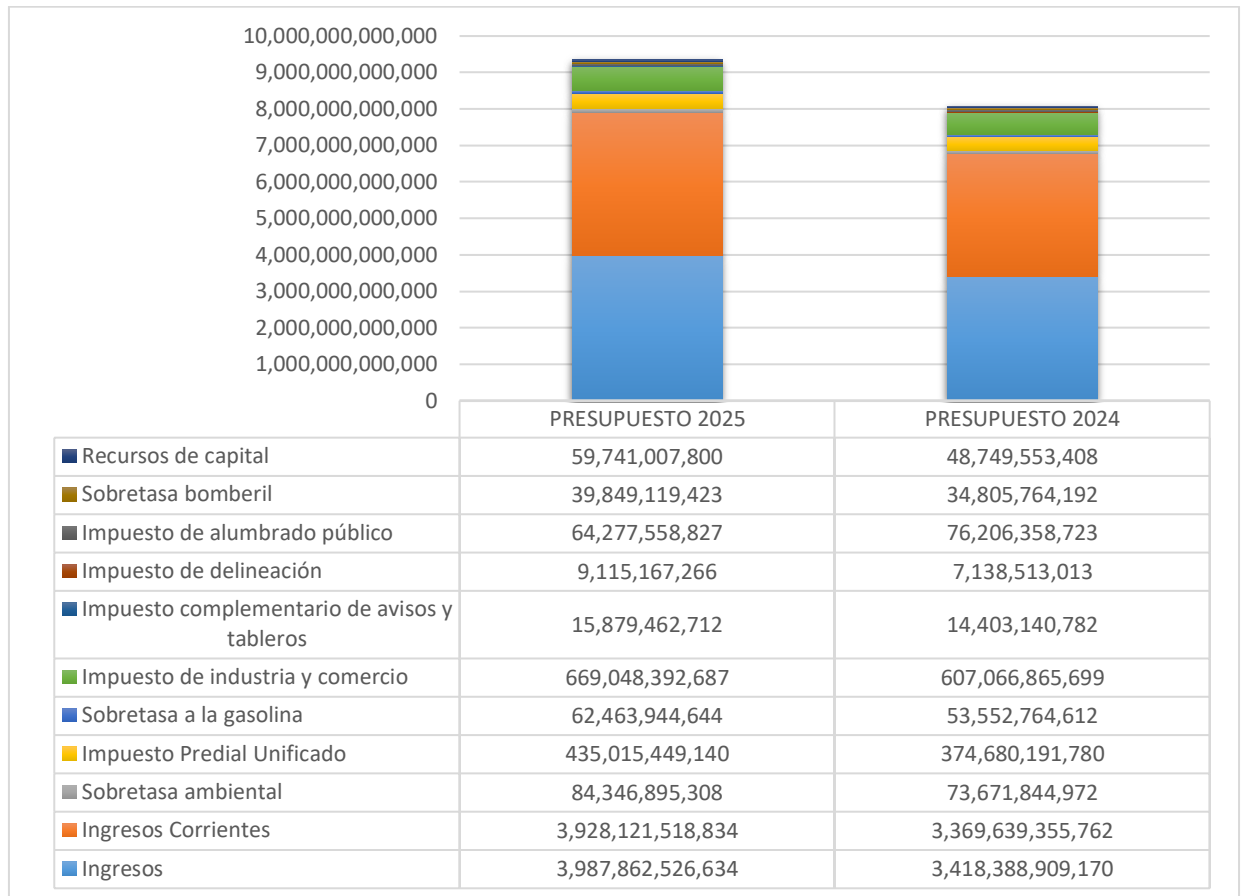 10,000,000,000,000
9,000,000,000,000
8,000,000,000,000
7,000,000,000,000
6,000,000,000,000
5,000,000,000,000
4,000,000,000,000
3,000,000,000,000
2,000,000,000,000
1,000,000,000,000
0
PRESUPUESTO 2025 PRESUPUESTO 2024
Recursos de capital 59,741,007,800 48,749,553,408
Sobretasa bomberil 39,849,119,423 34,805,764,192
Impuesto de alumbrado público 64,277,558,827 76,206,358,723
Impuesto de delineación 9,115,167,266 7,138,513,013
Impuesto complementario de avisos y
tableros 15,879,462,712 14,403,140,782
Impuesto de industria y comercio 669,048,392,687 607,066,865,699
Sobretasa a la gasolina 62,463,944,644 53,552,764,612
Impuesto Predial Unificado 435,015,449,140 374,680,191,780
Sobretasa ambiental 84,346,895,308 73,671,844,972
Ingresos Corrientes 3,928,121,518,834 3,369,639,355,762
Ingresos 3,987,862,526,634 3,418,388,909,170